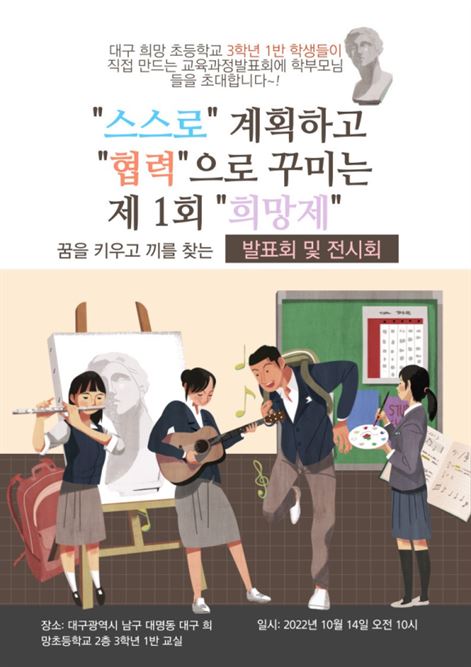 대구 희망 초등학교 3학년 1반 학생들이
직접 만드는 교육과정발표회에 학부모님
들을 초대합니다~!
"스스로" 계획하고
"협력"으로 꾸미는
제 1회 "희망제"
꿈을 키우고 끼를 찾는 발표회 및 전시회
장소: 대구광역시 남구 대명동 대구 희
망초등학교 2층 3학년 1반 교실
일시: 2022년 10월 14일 오전 10시